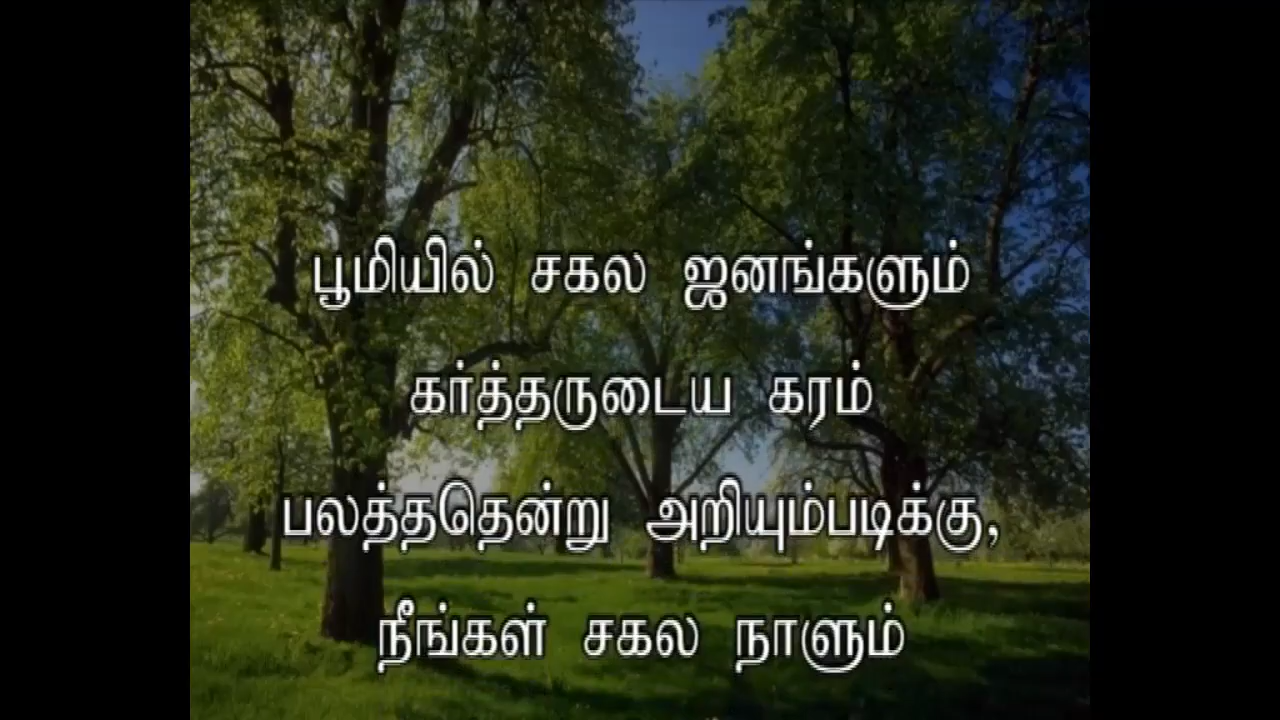 பூமியில் சகல ஜனங்களும்
கர்த்தருடைய கரம்
பலத்ததென்று அறியும்படிக்கு,
நீங்கள் சகல நாளும்